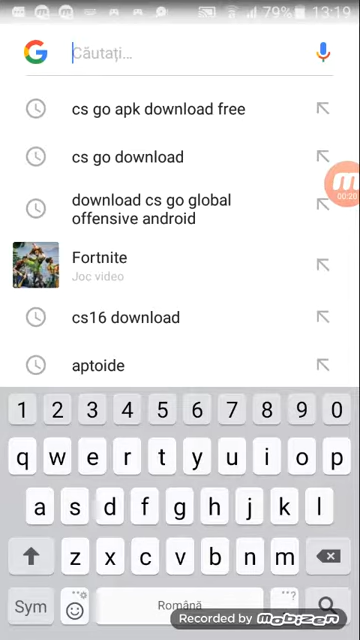 79% 13:19
Căutați...
cs go apk download free
cs go download
download cs go global
offensive android
00:20
Fortnite
Joc video
cs16 download
aptoide
1 2 3 4 5 6 7 8 9 0
q w e r t y u i o p
a s d f g h j k l
z x c v b n m
Sym Română
Recorded by mobizen